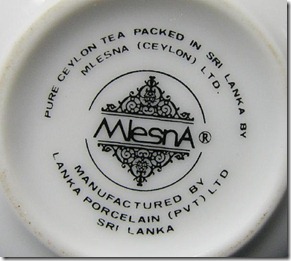 PURE CEYLON TEA PACKED IN SRI LANKA BY
MLESNA (CEYLON) LTD.
MlesnA ®
MANUFACTURED BY
LANKA PORCELAIN (PVT) LTD
SRI LANKA